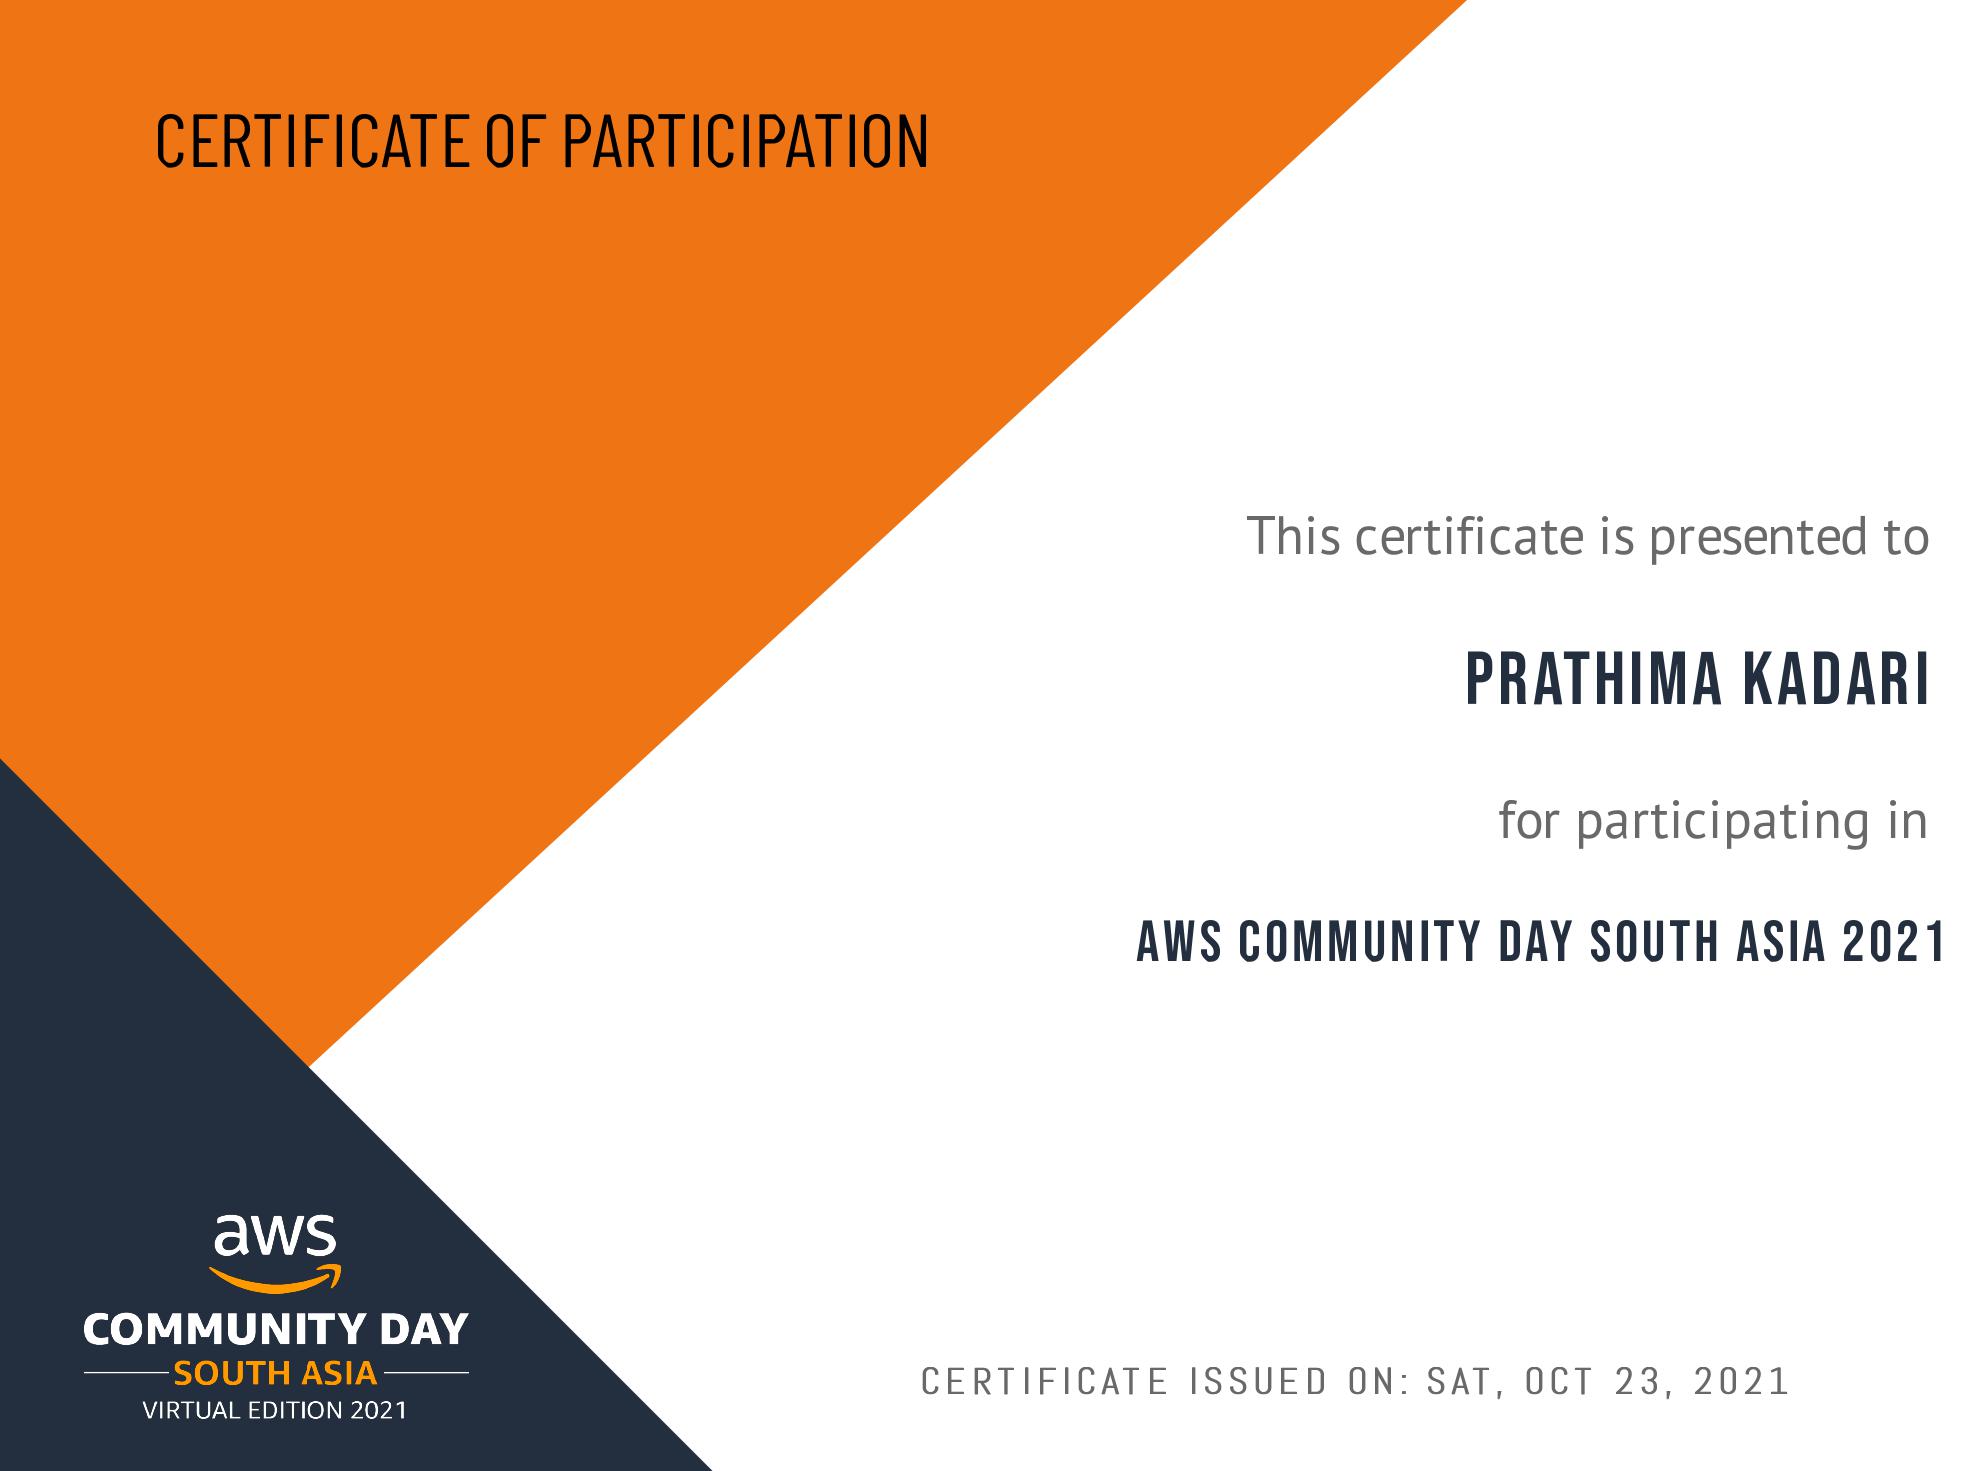 CERTIFICATE OF PARTICIPATION
This certificate is presented to
PRATHIMA KADARI
for participating in
AWS COMMUNITY DAY SOUTH ASIA 2021
aws
COMMUNITY DAY
SOUTH ASIA
VIRTUAL EDITION 2021
CERTIFICATE ISSUED ON: SAT, OCT 23, 2021